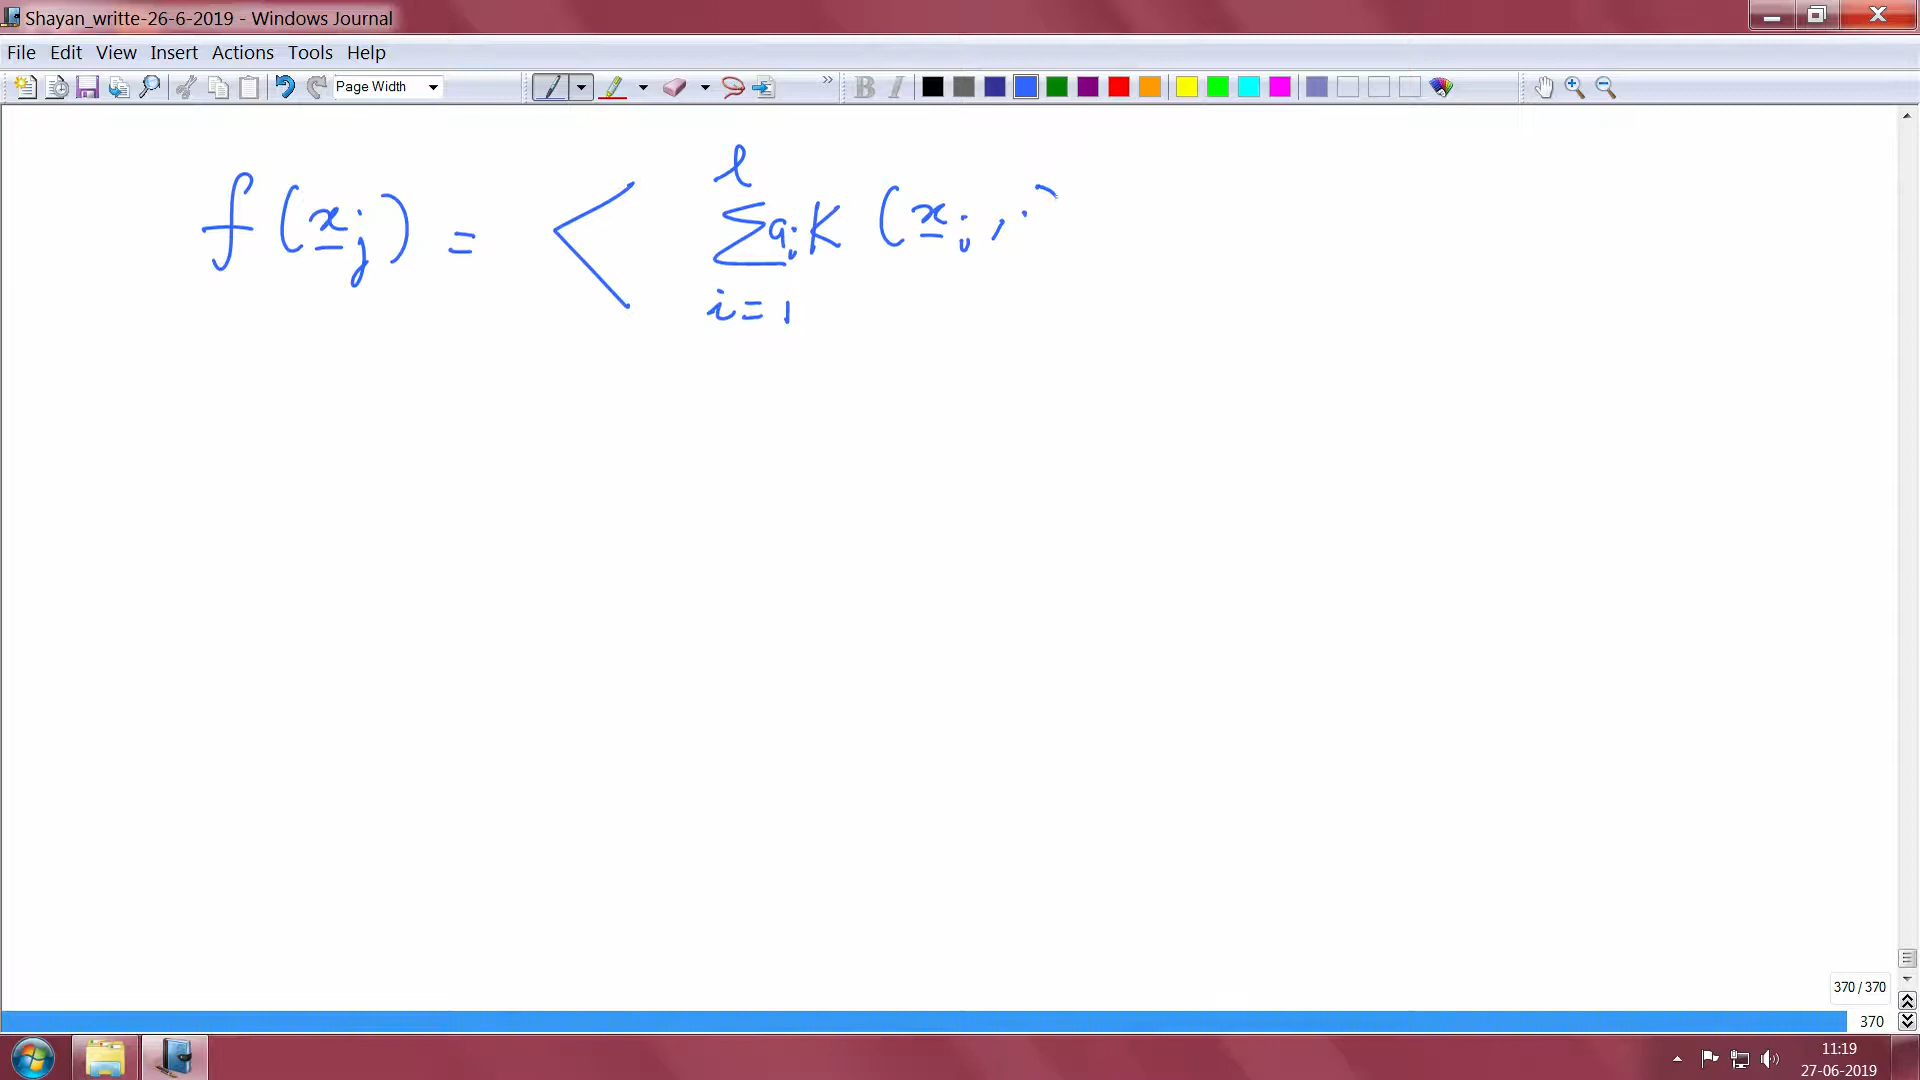 Shayan_writte-26-6-2019 - Windows Journal
File Edit View Insert Actions Tools Help
Page Width
B I
l
f (x_j) = < Σ a_i K (x_i , ·)
i = 1
370 / 370
370
11:19
27-06-2019